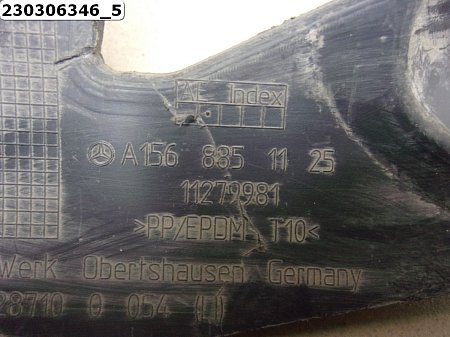 230306346_5
AE Index
A156 885 11 25
11279981
>PP/EPDM T10<
Werk Obertshausen Germany
28710 0 054